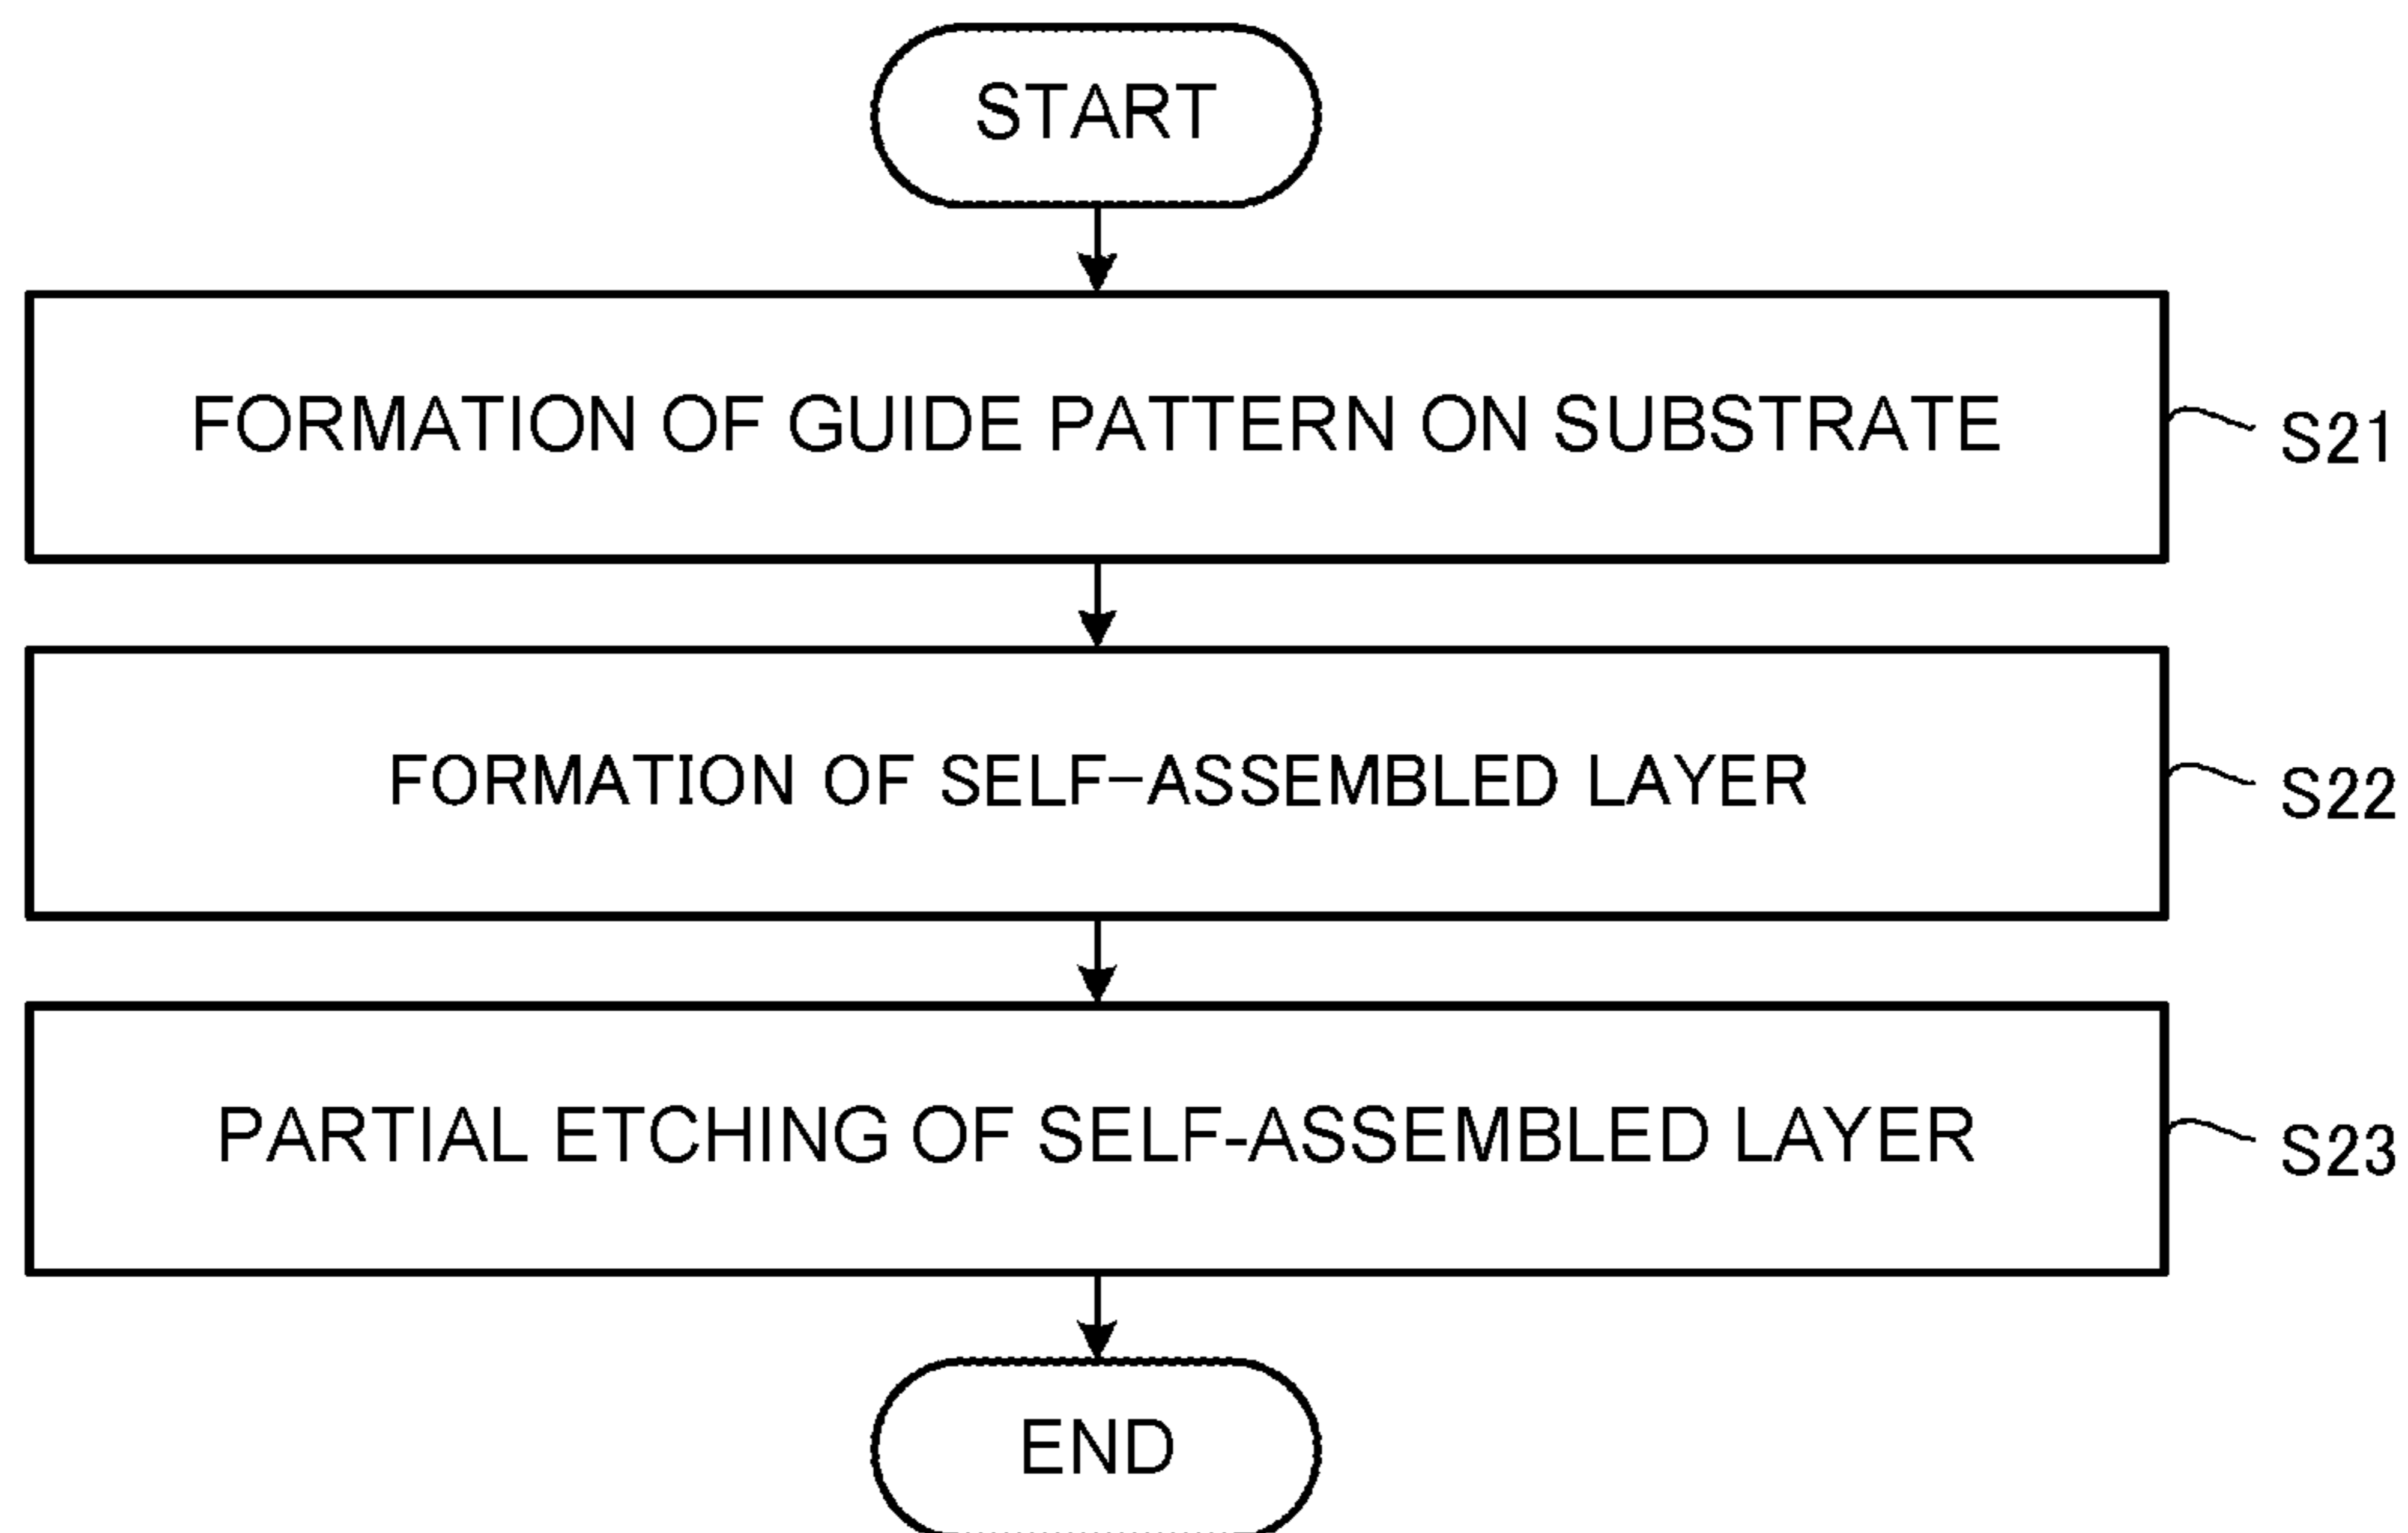 START
FORMATION OF GUIDE PATTERN ON SUBSTRATE
S21
FORMATION OF SELF-ASSEMBLED LAYER
S22
PARTIAL ETCHING OF SELF-ASSEMBLED LAYER
S23
END